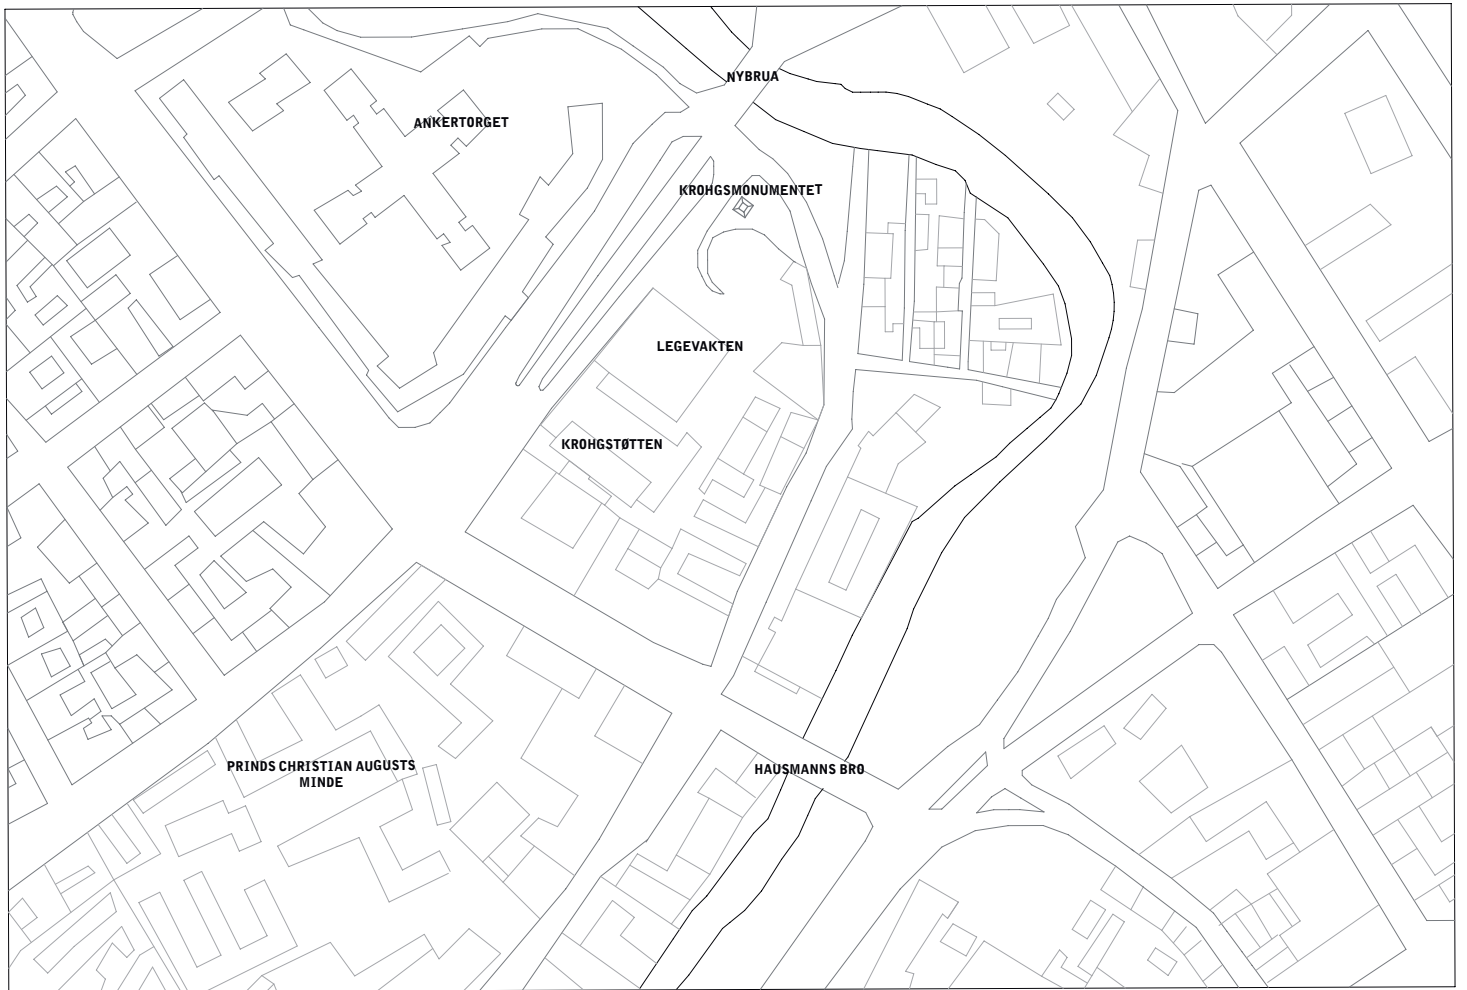 NYBRUA
ANKERTORGET
KROHGSMONUMENTET
LEGEVAKTEN
KROHGSTØTTEN
PRINDS CHRISTIAN AUGUSTS
MINDE
HAUSMANNS BRO